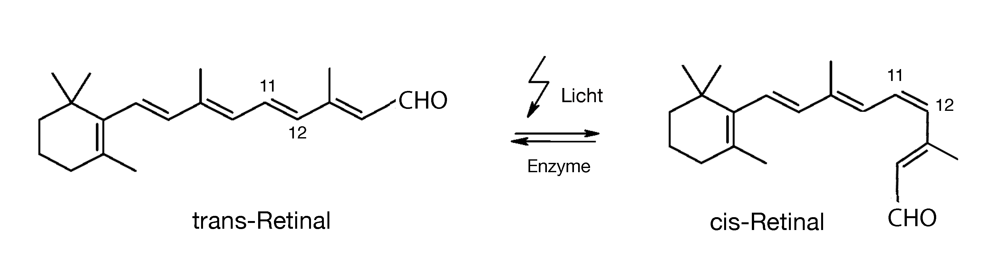 11
CHO
12
trans-Retinal
Licht
Enzyme
11
12
CHO
cis-Retinal